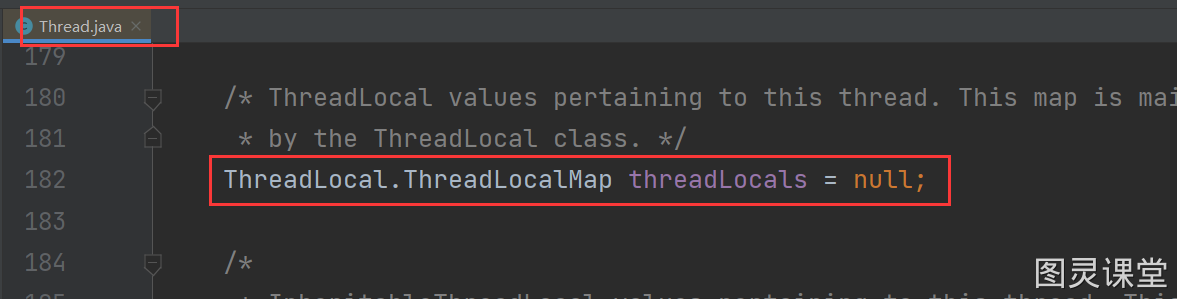 Thread.java
179
180 /* ThreadLocal values pertaining to this thread. This map is mai
181 * by the ThreadLocal class. */
182 ThreadLocal.ThreadLocalMap threadLocals = null;
183
184 /*
图灵课堂